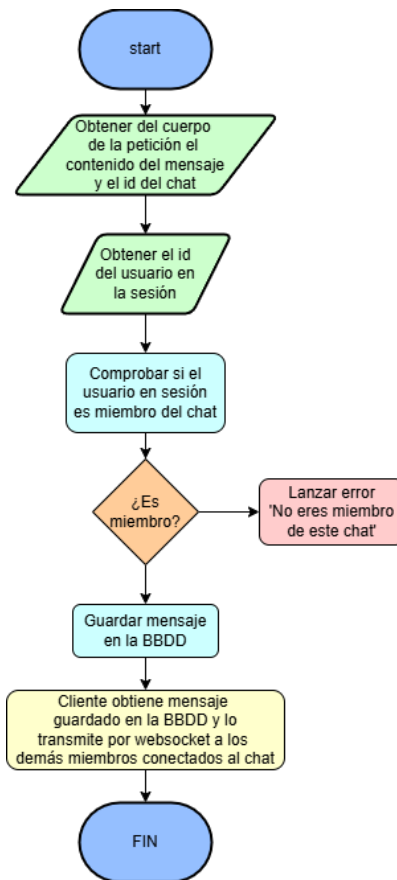 start
Obtener del cuerpo
de la petición el
contenido del mensaje
y el id del chat
Obtener el id
del usuario en
la sesión
Comprobar si el
usuario en sesión
es miembro del chat
¿Es
miembro?
Lanzar error
'No eres miembro
de este chat'
Guardar mensaje
en la BBDD
Cliente obtiene mensaje
guardado en la BBDD y lo
transmite por websocket a los
demás miembros conectados al chat
FIN